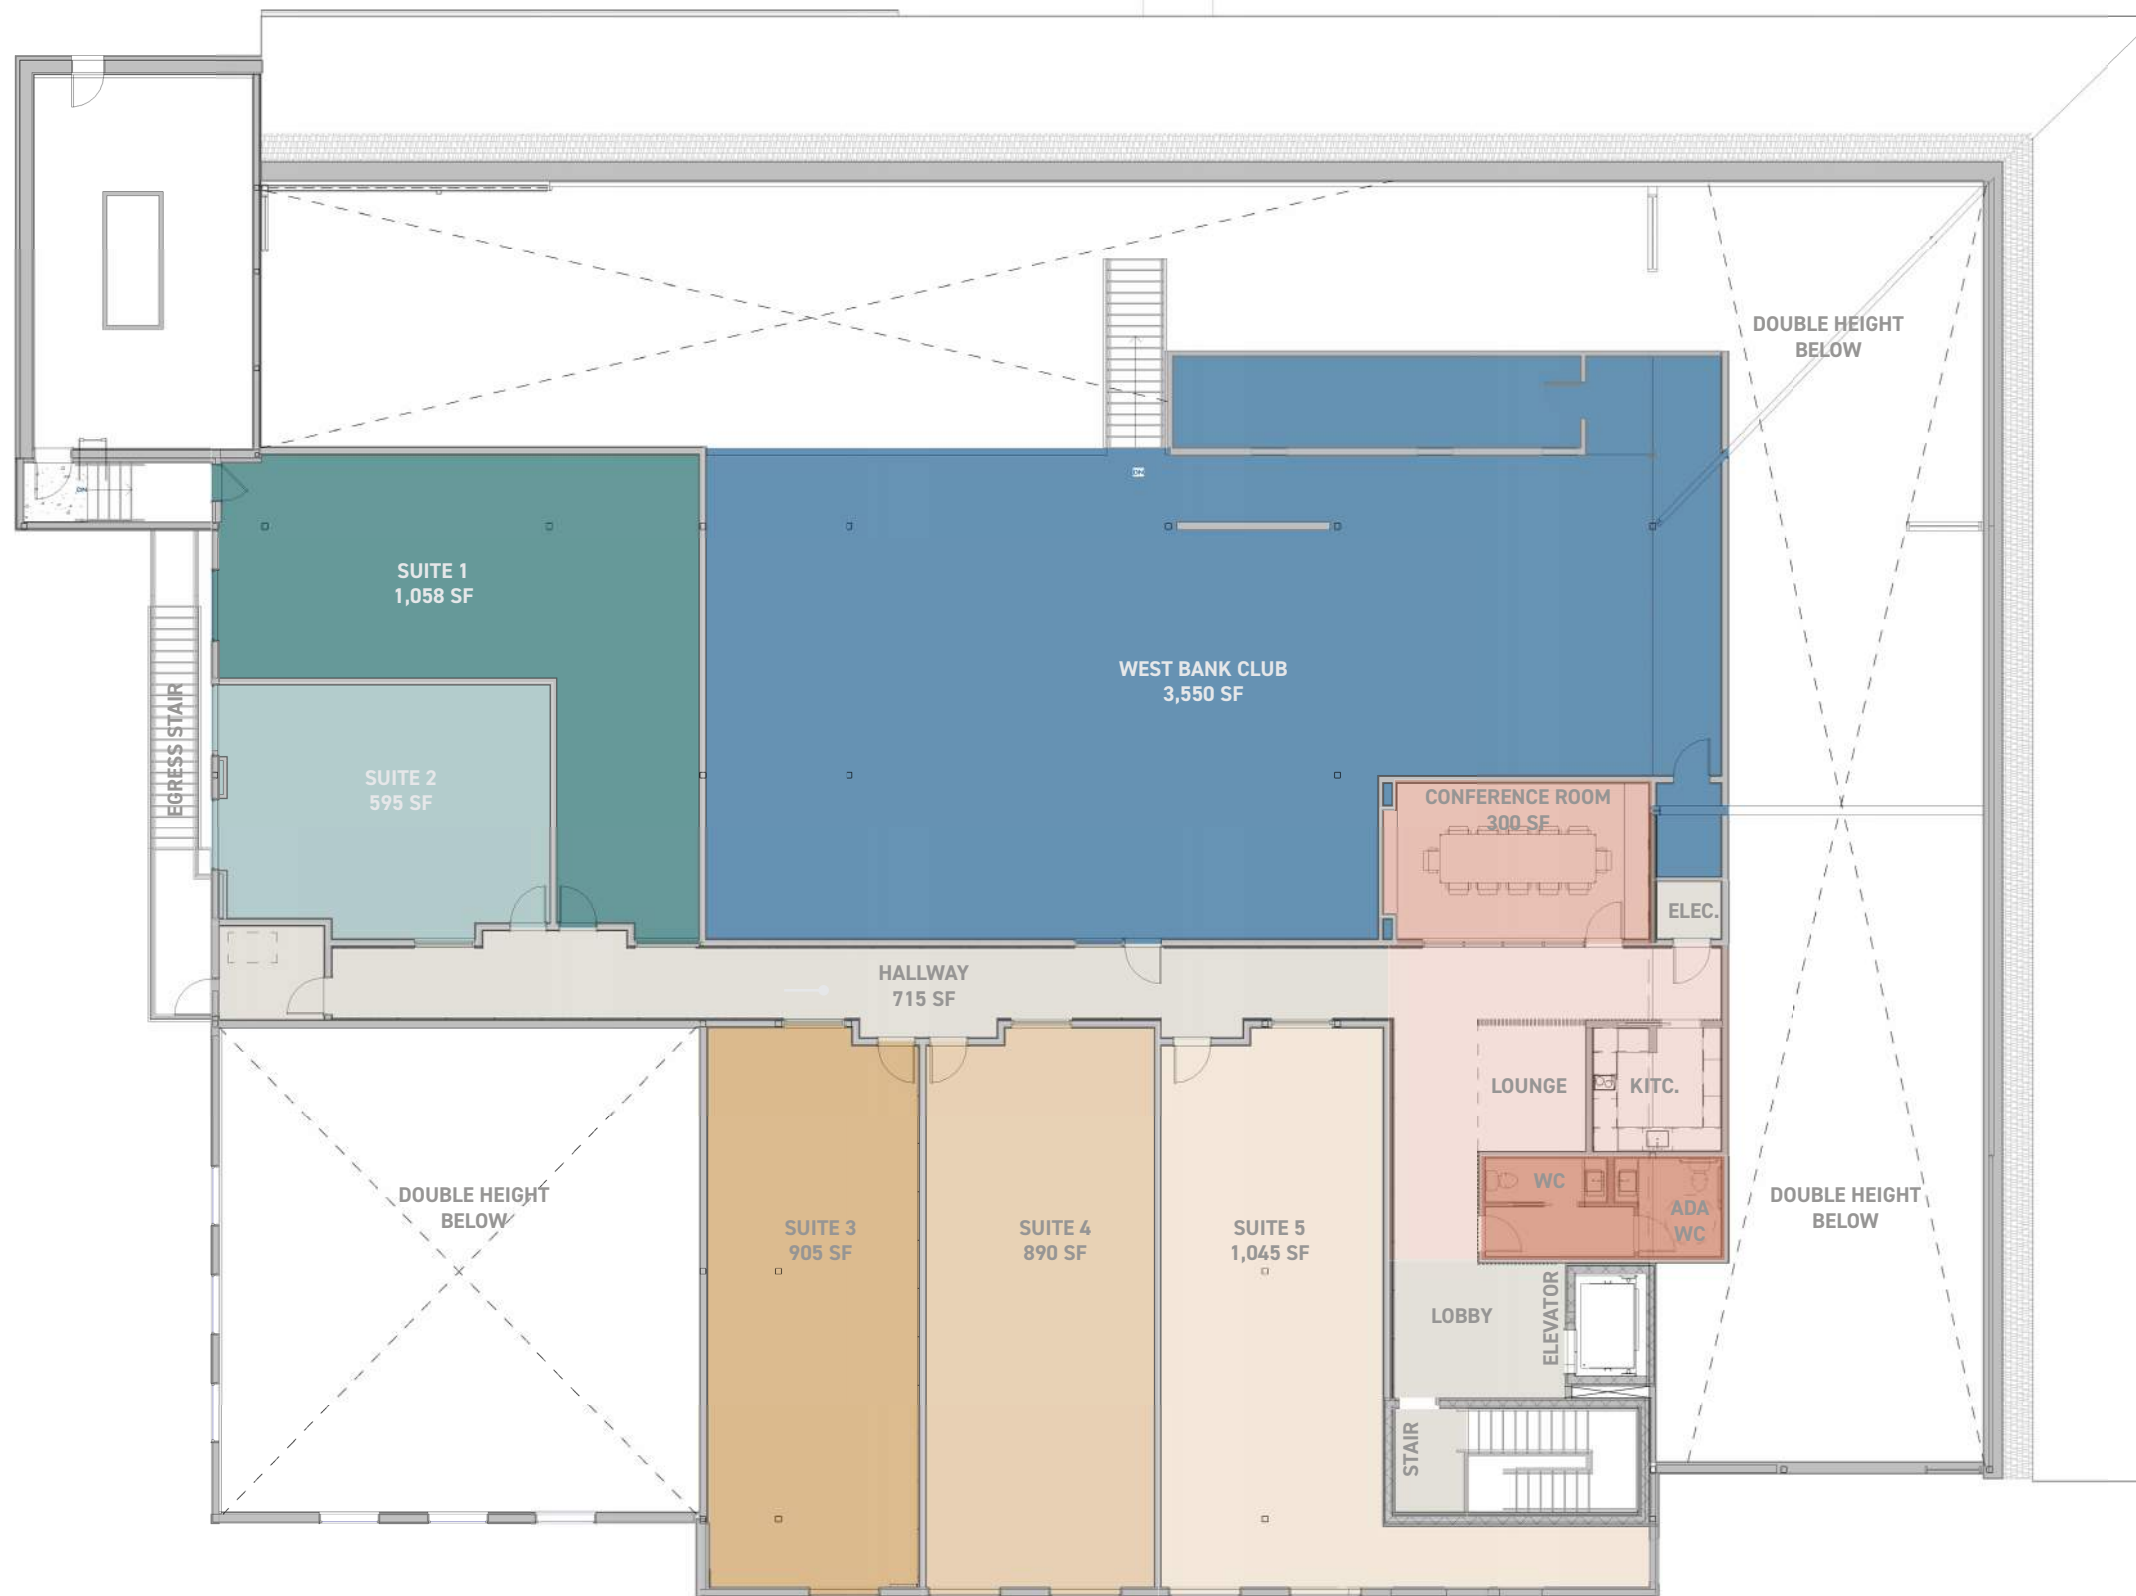 DOUBLE HEIGHT
BELOW
DN
DN
SUITE 1
1,058 SF
WEST BANK CLUB
3,550 SF
EGRESS STAIR
SUITE 2
595 SF
CONFERENCE ROOM
300 SF
ELEC.
HALLWAY
715 SF
LOUNGE
KITC.
WC
ADA
WC
DOUBLE HEIGHT
BELOW
SUITE 3
905 SF
SUITE 4
890 SF
SUITE 5
1,045 SF
DOUBLE HEIGHT
BELOW
LOBBY
ELEVATOR
STAIR